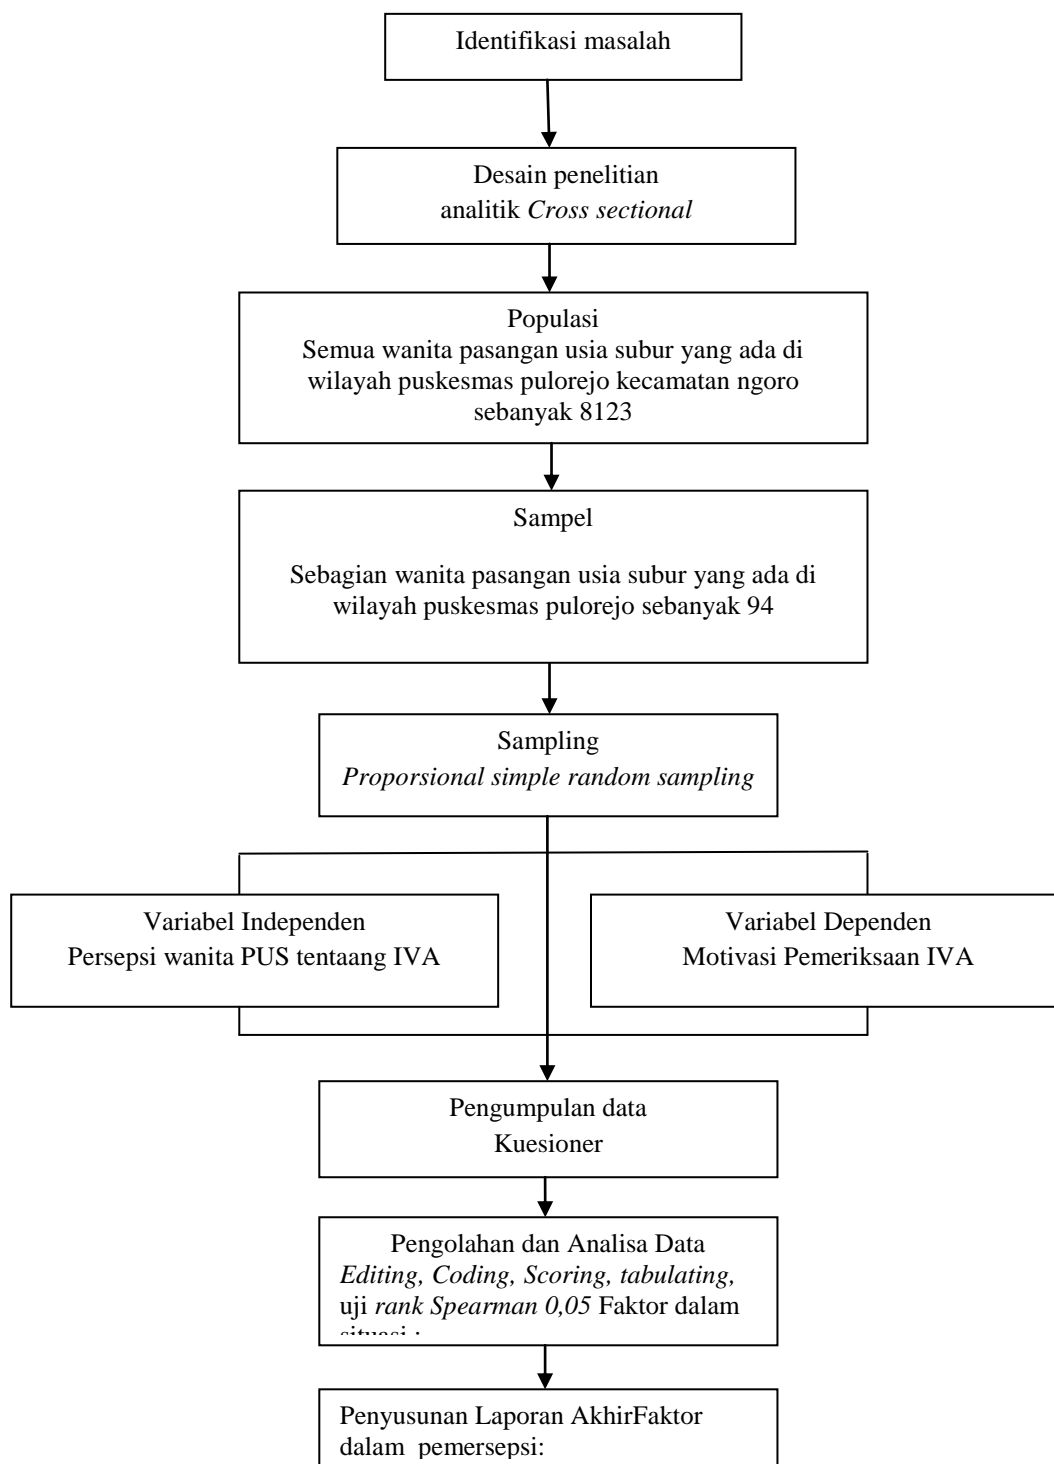 Identifikasi masalah
Desain penelitian
analitik Cross sectional
Populasi
Semua wanita pasangan usia subur yang ada di
wilayah puskesmas pulorejo kecamatan ngoro
sebanyak 8123
Sampel
Sebagian wanita pasangan usia subur yang ada di
wilayah puskesmas pulorejo sebanyak 94
Sampling
Proporsional simple random sampling
Variabel Independen
Persepsi wanita PUS tentaang IVA
Variabel Dependen
Motivasi Pemeriksaan IVA
Pengumpulan data
Kuesioner
Pengolahan dan Analisa Data
Editing, Coding, Scoring, tabulating,
uji rank Spearman 0,05 Faktor dalam
situasi :
Penyusunan Laporan AkhirFaktor
dalam pemersepsi: